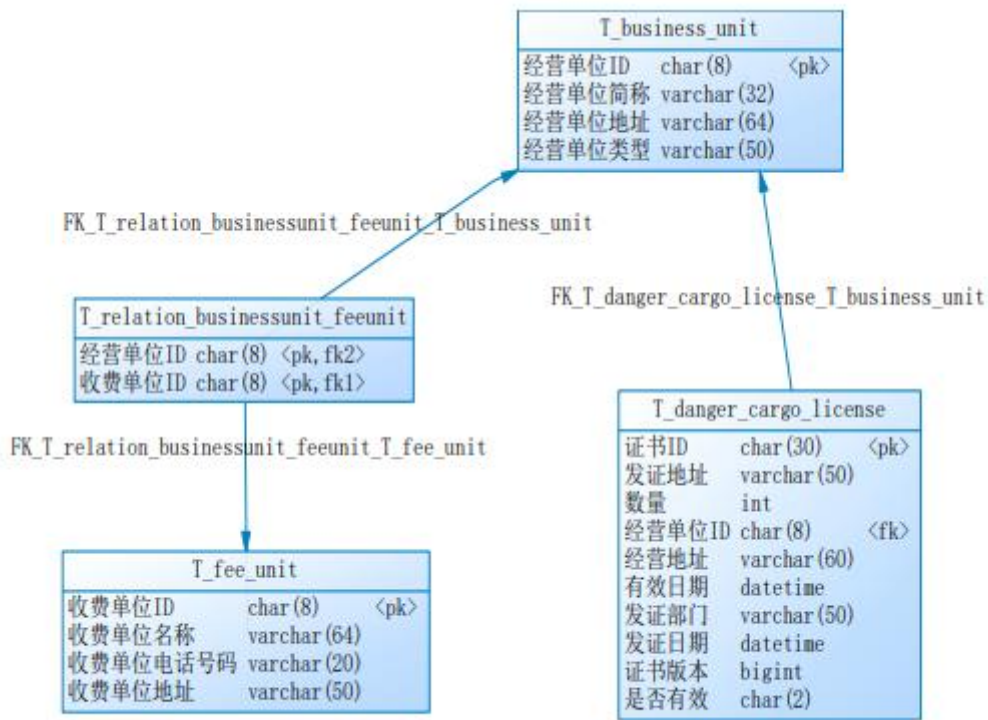 T_business_unit
经营单位ID char(8) <pk>
经营单位简称 varchar(32)
经营单位地址 varchar(64)
经营单位类型 varchar(50)
FK_T_relation_businessunit_feeunit_T_business_unit
FK_T_danger_cargo_license_T_business_unit
T_relation_businessunit_feeunit
经营单位ID char(8) <pk,fk2>
收费单位ID char(8) <pk,fk1>
FK_T_relation_businessunit_feeunit_T_fee_unit
T_fee_unit
收费单位ID char(8) <pk>
收费单位名称 varchar(64)
收费单位电话号码 varchar(20)
收费单位地址 varchar(50)
T_danger_cargo_license
证书ID char(30) <pk>
发证地址 varchar(50)
数量 int
经营单位ID char(8) <fk>
经营地址 varchar(60)
有效日期 datetime
发证部门 varchar(50)
发证日期 datetime
证书版本 bigint
是否有效 char(2)